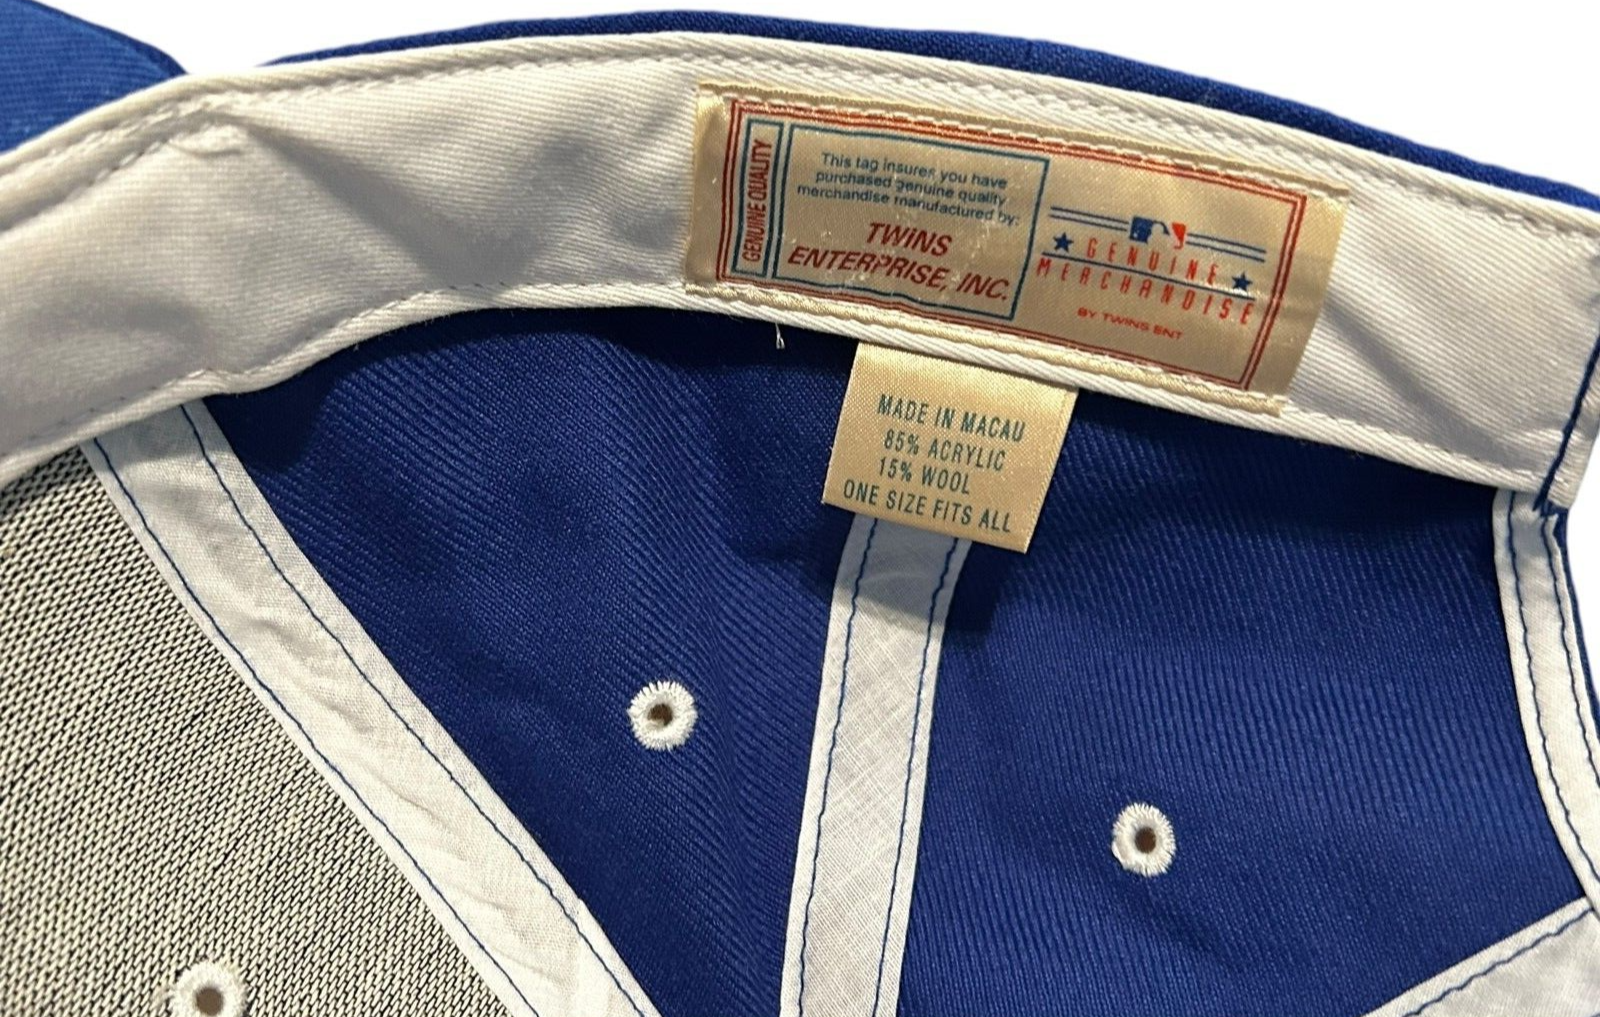 GENUINE QUALITY
This tag insures you have
purchased genuine quality
merchandise manufactured by:
TWiNS
ENTERPRISE, INC.
GENUINE
MERCHANDISE
BY TWINS ENT
MADE IN MACAU
85% ACRYLIC
15% WOOL
ONE SIZE FITS ALL